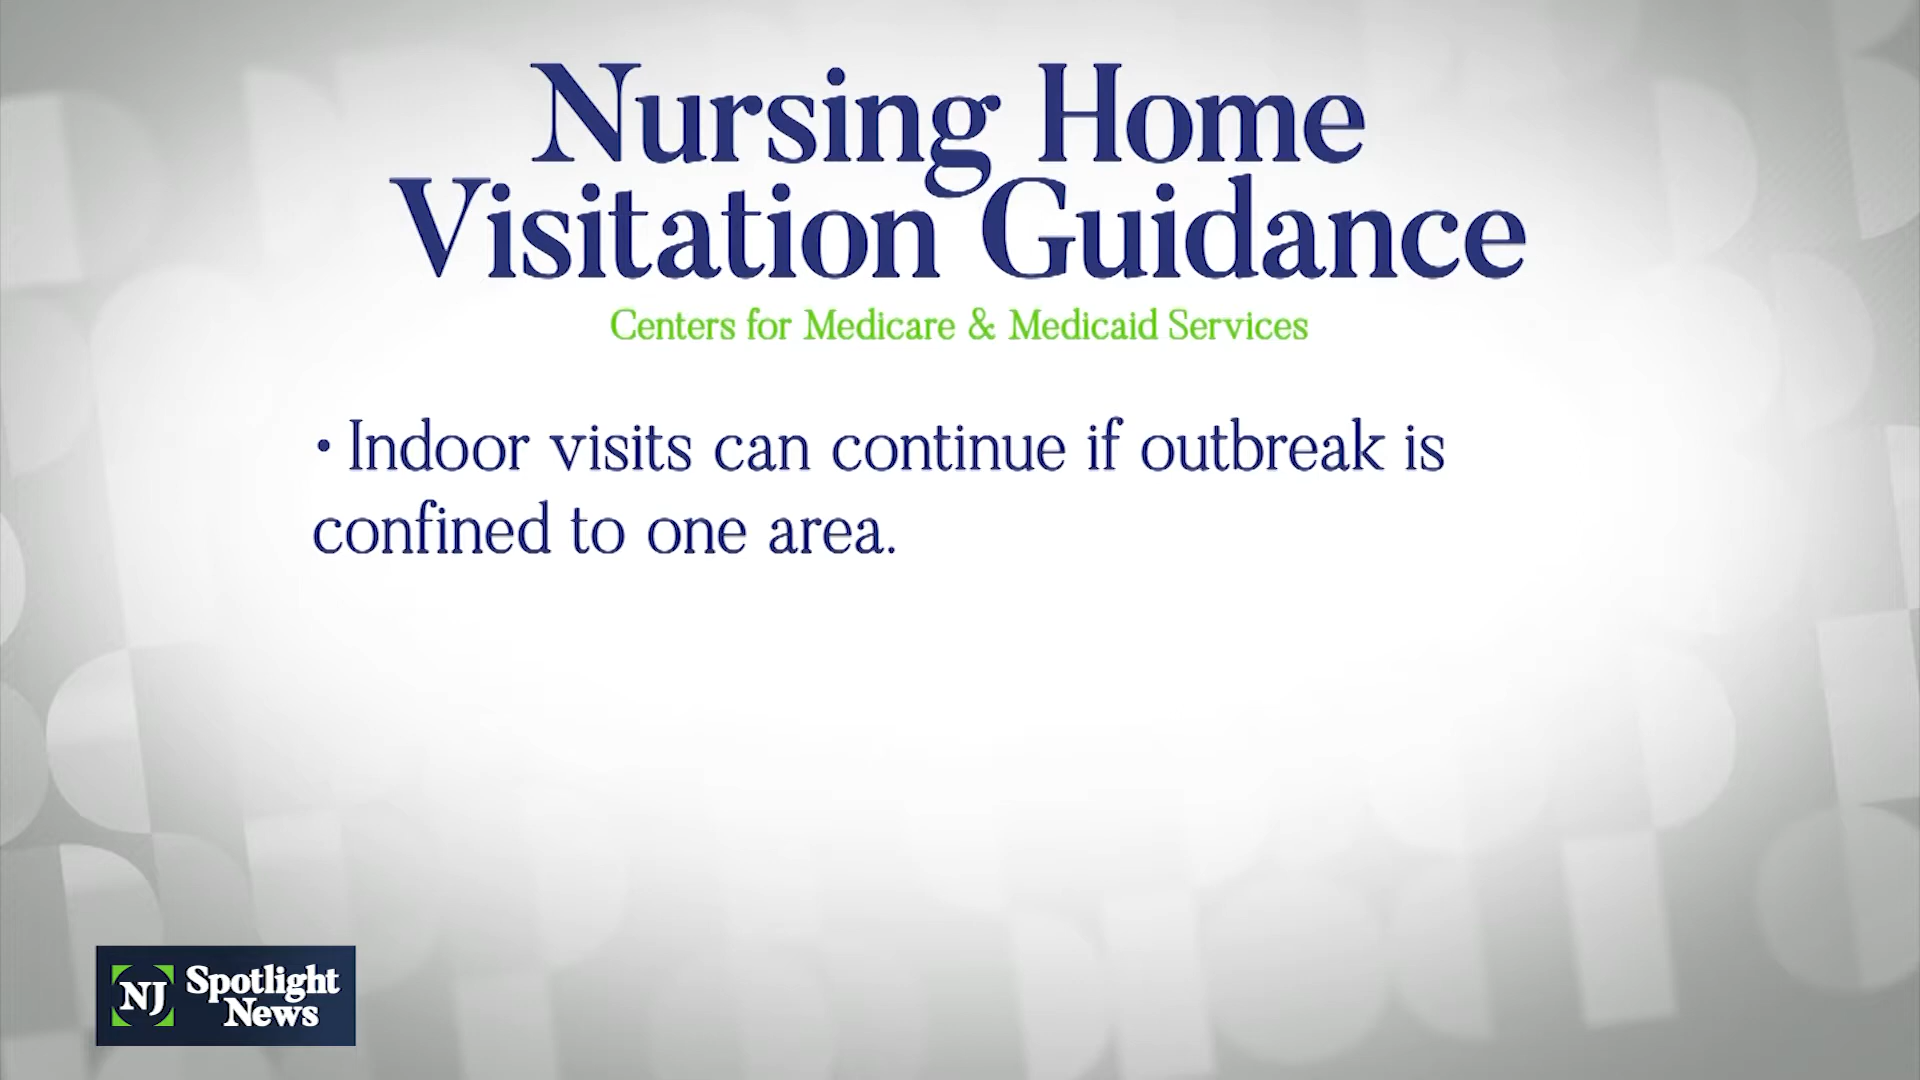 Nursing Home
Visitation Guidance
Centers for Medicare & Medicaid Services
• Indoor visits can continue if outbreak is
confined to one area.
NJ Spotlight
News